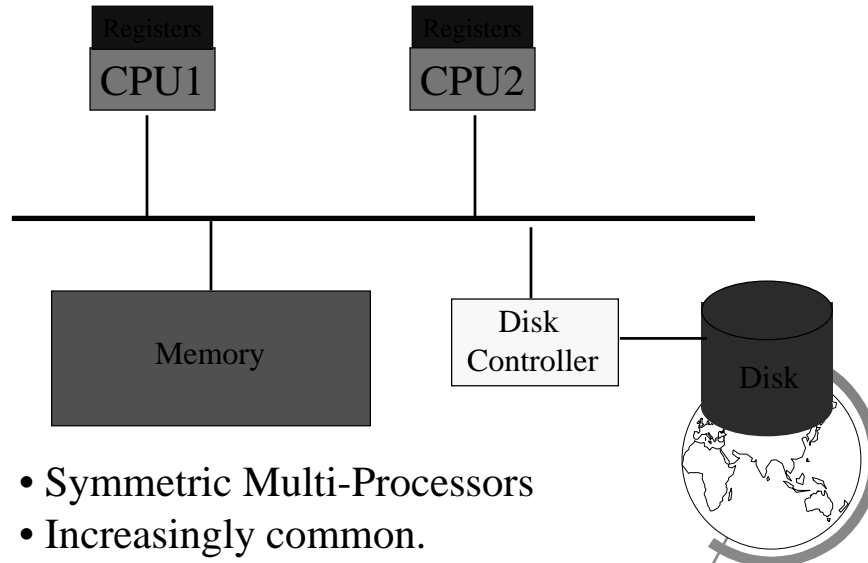 Registers
Registers
CPU1
CPU2
Memory
Disk
Controller
Disk
• Symmetric Multi-Processors
• Increasingly common.